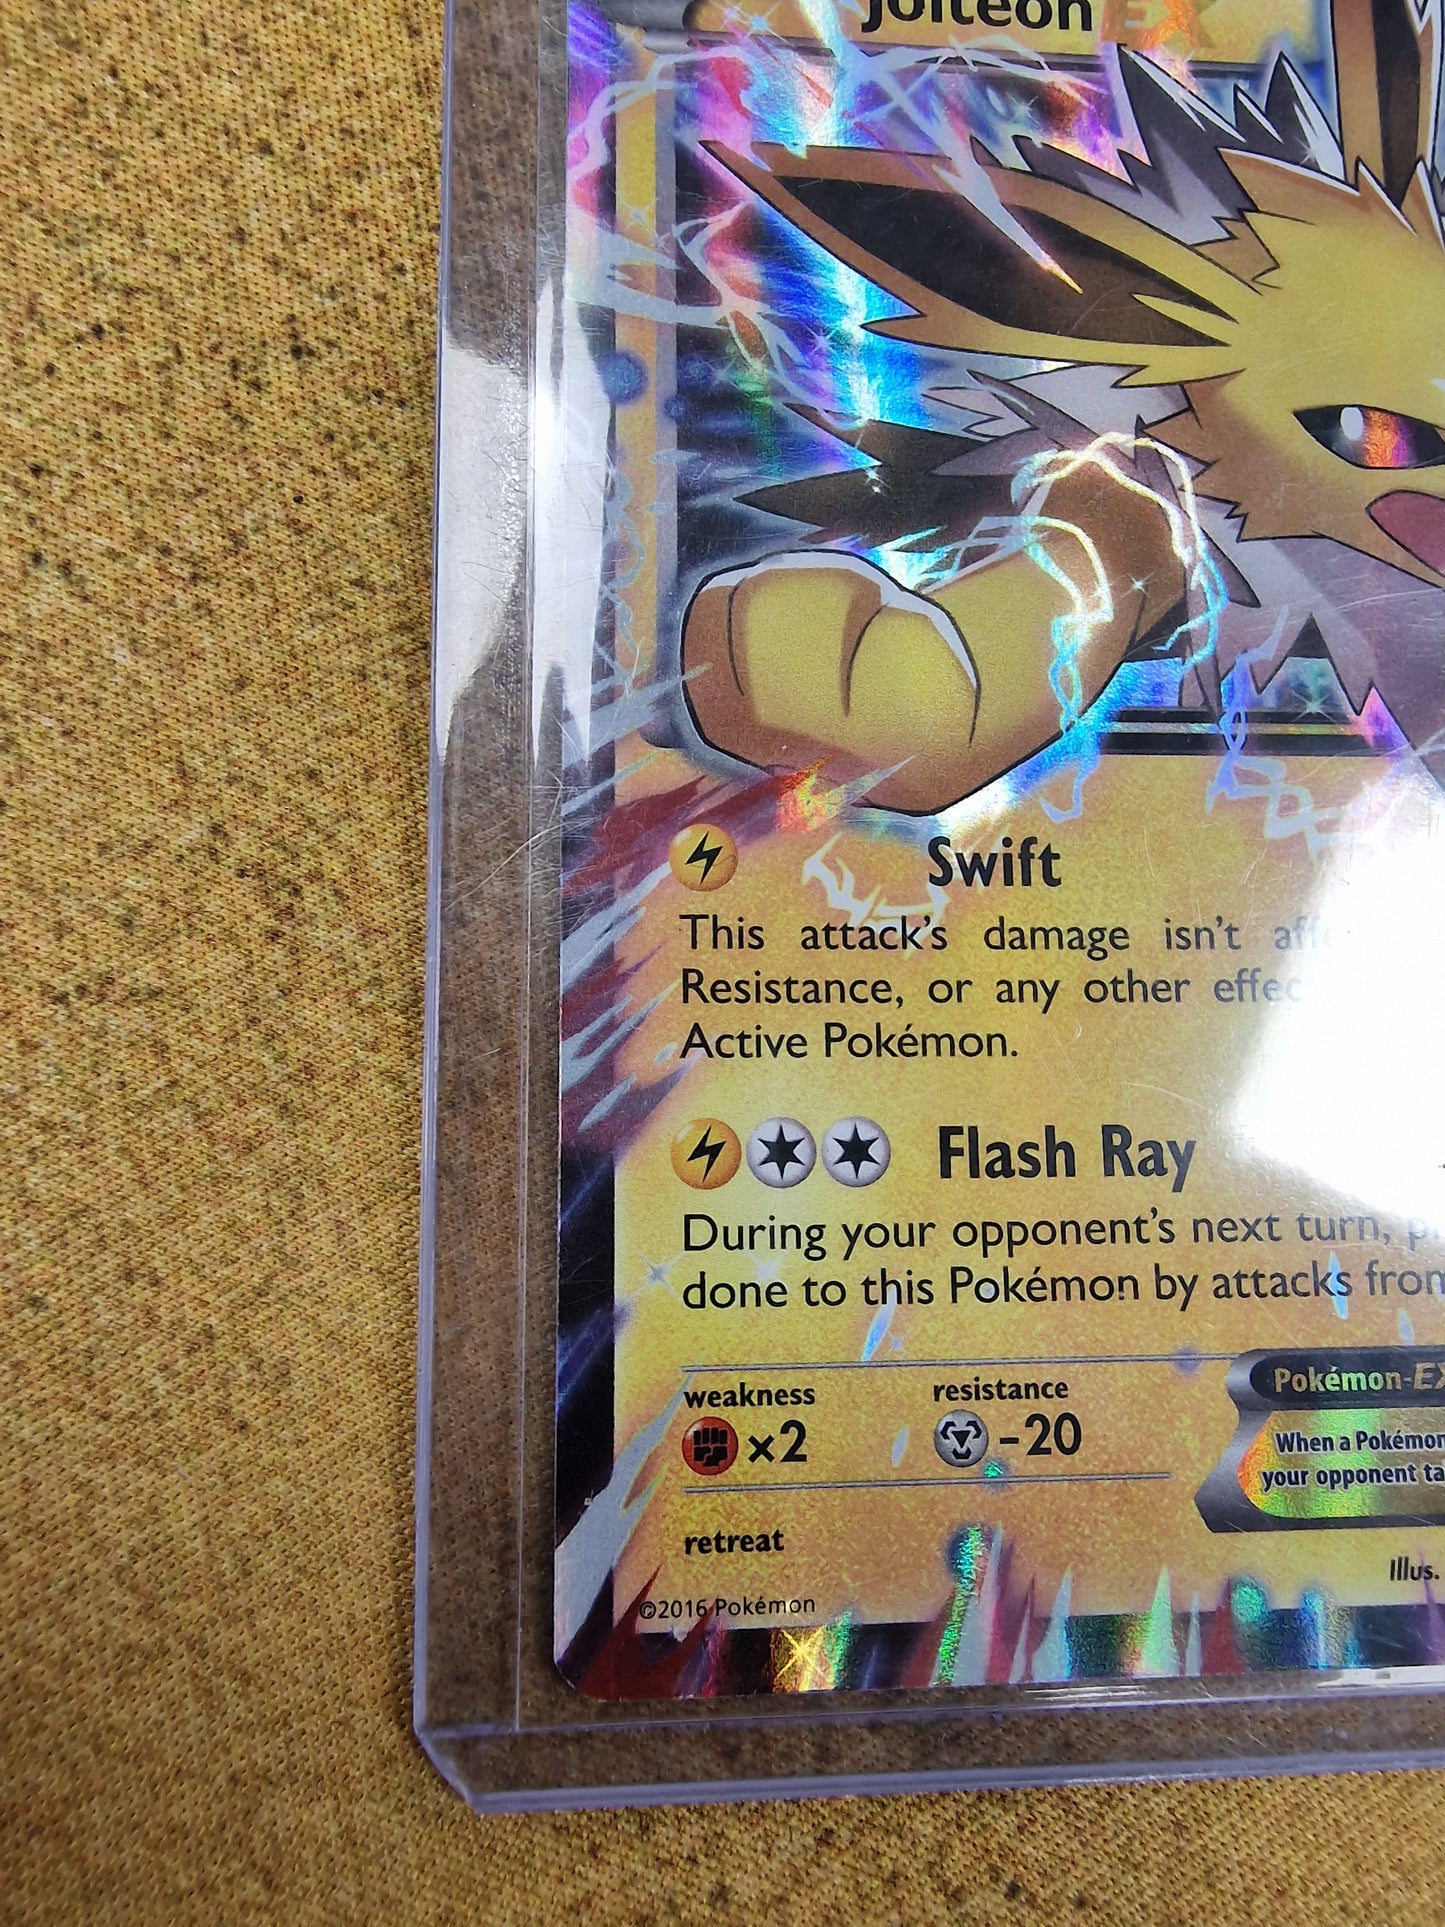 Jolteon EX
Swift
This attack's damage isn't
Resistance, or any other
Active Pokémon.
Flash Ray
During your opponent's next turn,
done to this Pokémon by attacks from
weakness
resistance
Pokémon-EX
×2
-20
When a Pokémon
your opponent
retreat
Illus.
©2016 Pokémon